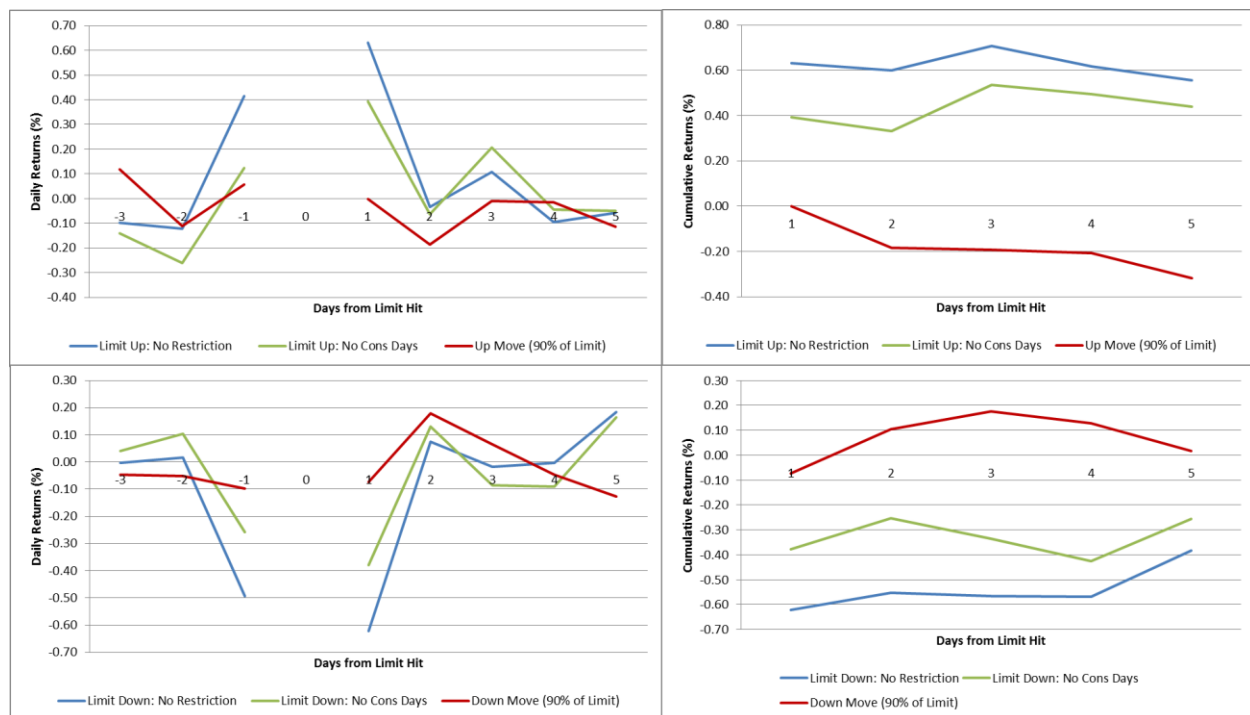 0.70
0.60
0.50
0.40
0.30
0.20
0.10
0.00
-0.10
-0.20
-0.30
-0.40
Daily Returns (%)
-3 -2 -1 0 1 2 3 4 5
Days from Limit Hit
Limit Up: No Restriction Limit Up: No Cons Days Up Move (90% of Limit)
0.80
0.60
0.40
0.20
0.00
-0.20
-0.40
Cumulative Returns (%)
1 2 3 4 5
Days from Limit Hit
Limit Up: No Restriction Limit Up: No Cons Days Up Move (90% of Limit)
0.30
0.20
0.10
0.00
-0.10
-0.20
-0.30
-0.40
-0.50
-0.60
-0.70
Daily Returns (%)
-3 -2 -1 0 1 2 3 4 5
Days from Limit Hit
Limit Down: No Restriction Limit Down: No Cons Days Down Move (90% of Limit)
0.30
0.20
0.10
0.00
-0.10
-0.20
-0.30
-0.40
-0.50
-0.60
-0.70
Cumulative Returns (%)
1 2 3 4 5
Days from Limit Hit
Limit Down: No Restriction Limit Down: No Cons Days
Down Move (90% of Limit)